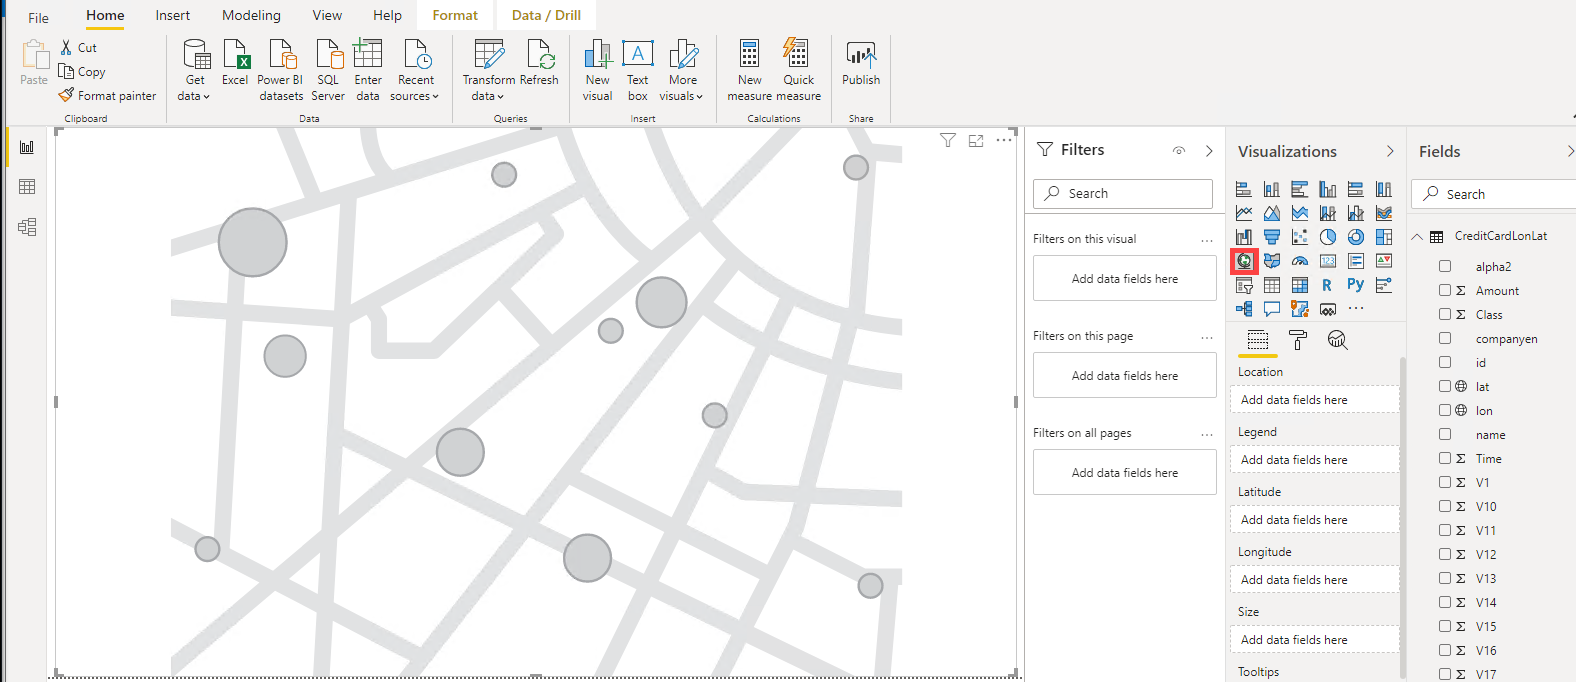 File
Home
Insert
Modeling
View
Help
Format
Data / Drill
Paste
Cut
Copy
Format painter
Clipboard
Get data
Excel
Power BI datasets
SQL Server
Enter data
Recent sources
Data
Transform data
Refresh
Queries
New visual
A
Text box
More visuals
Insert
New measure
Quick measure
Calculations
Publish
Share
Filters
Search
Filters on this visual
Add data fields here
Filters on this page
Add data fields here
Filters on all pages
Add data fields here
Visualizations
123
R
Py
Location
Add data fields here
Legend
Add data fields here
Latitude
Add data fields here
Longitude
Add data fields here
Size
Add data fields here
Tooltips
Fields
Search
CreditCardLonLat
alpha2
Σ Amount
Σ Class
companyen
id
lat
lon
name
Σ Time
Σ V1
Σ V10
Σ V11
Σ V12
Σ V13
Σ V14
Σ V15
Σ V16
Σ V17